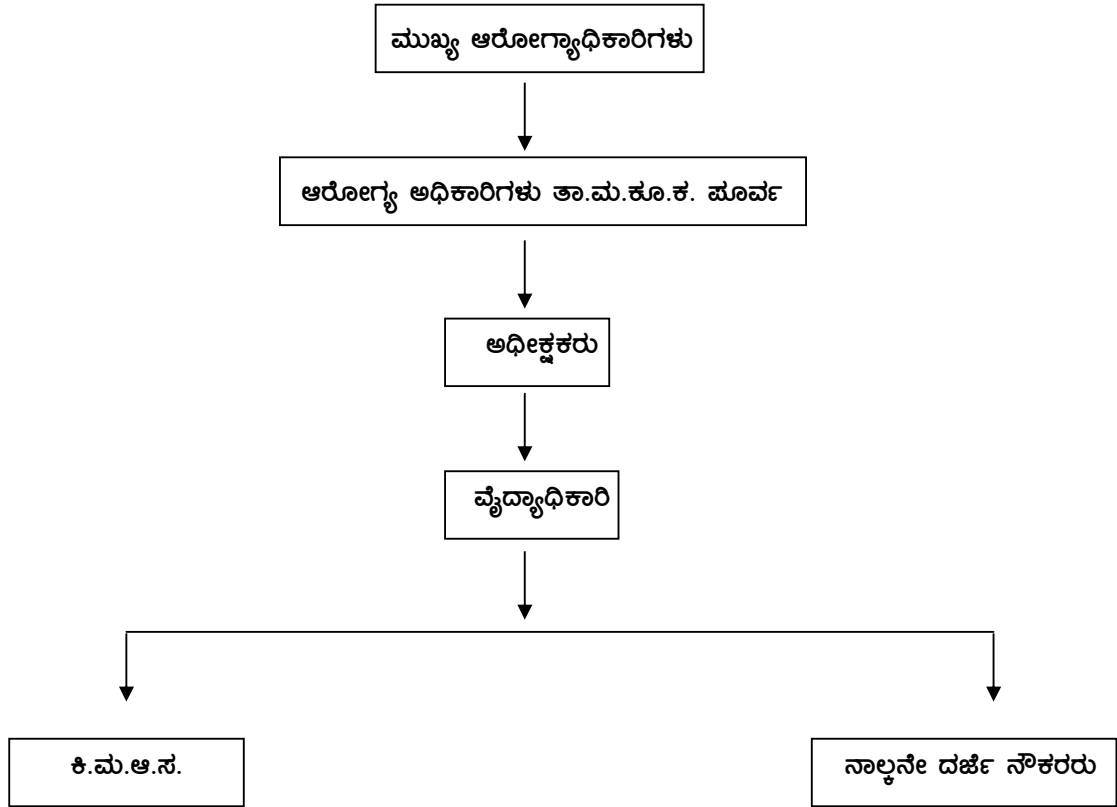 ಮುಖ್ಯ ಆರೋಗ್ಯಾಧಿಕಾರಿಗಳು
ಆರೋಗ್ಯ ಅಧಿಕಾರಿಗಳು ತಾ.ಮ.ಕೂ.ಕ. ಪೂರ್ವ
ಅಧೀಕ್ಷಕರು
ವೈದ್ಯಾಧಿಕಾರಿ
ಕಿ.ಮ.ಆ.ಸ.
ನಾಲ್ಕನೇ ದರ್ಜೆ ನೌಕರರು